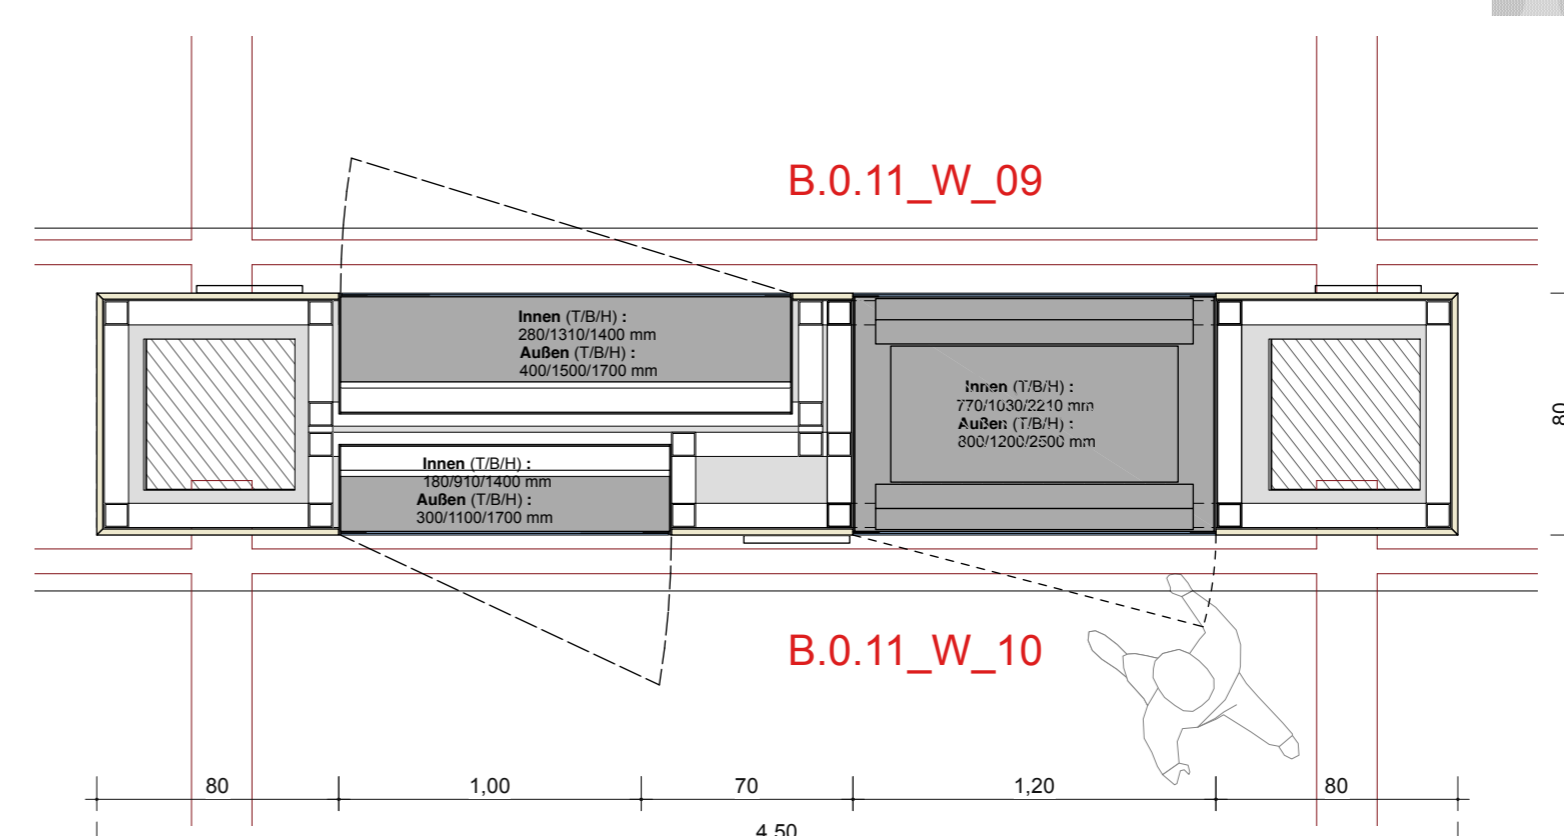 B.0.11_W_09
Innen (T/B/H) :
280/1310/1400 mm
Außen (T/B/H) :
400/1500/1700 mm
Innen (T/B/H) :
770/1030/2210 mm
Außen (T/B/H) :
800/1200/2500 mm
80
Innen (T/B/H) :
180/910/1400 mm
Außen (T/B/H) :
300/1100/1700 mm
B.0.11_W_10
80
1,00
70
1,20
80
4,50